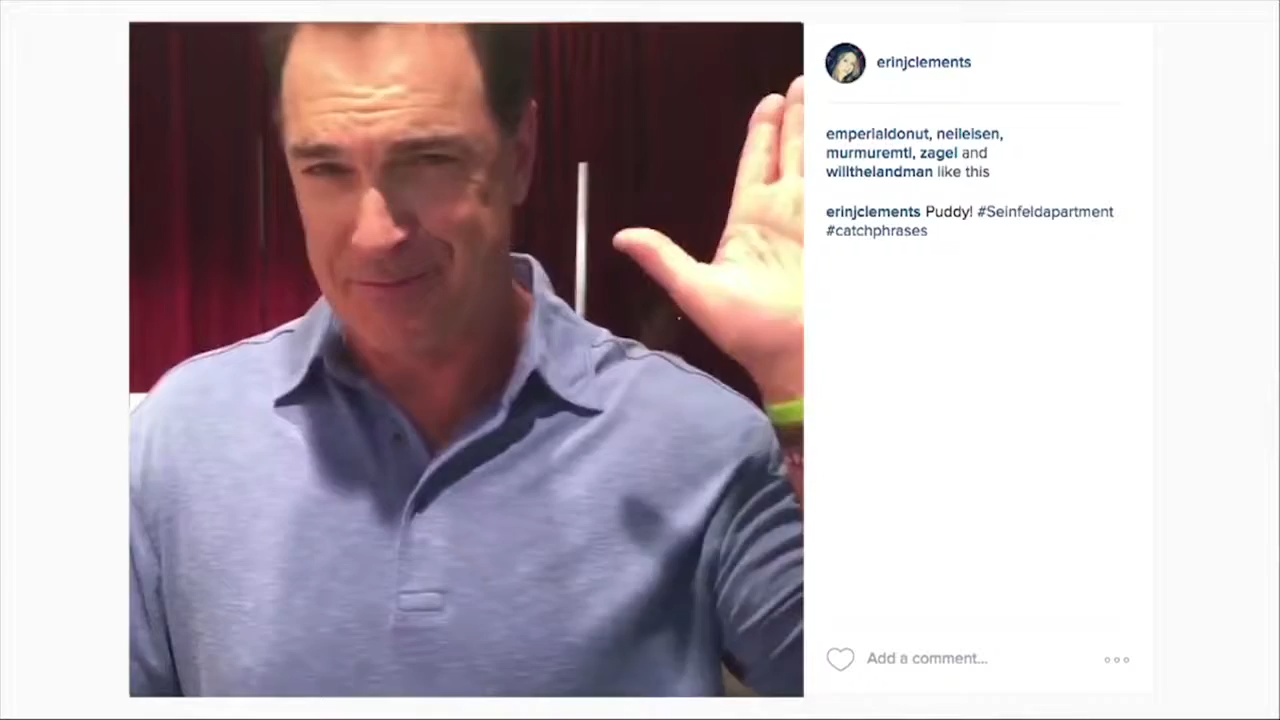 erinjclements
emperialdonut, neileisen,
murmuremtl, zagel and
willthelandman like this
erinjclements Puddy! #Seinfeldapartment
#catchphrases
Add a comment...